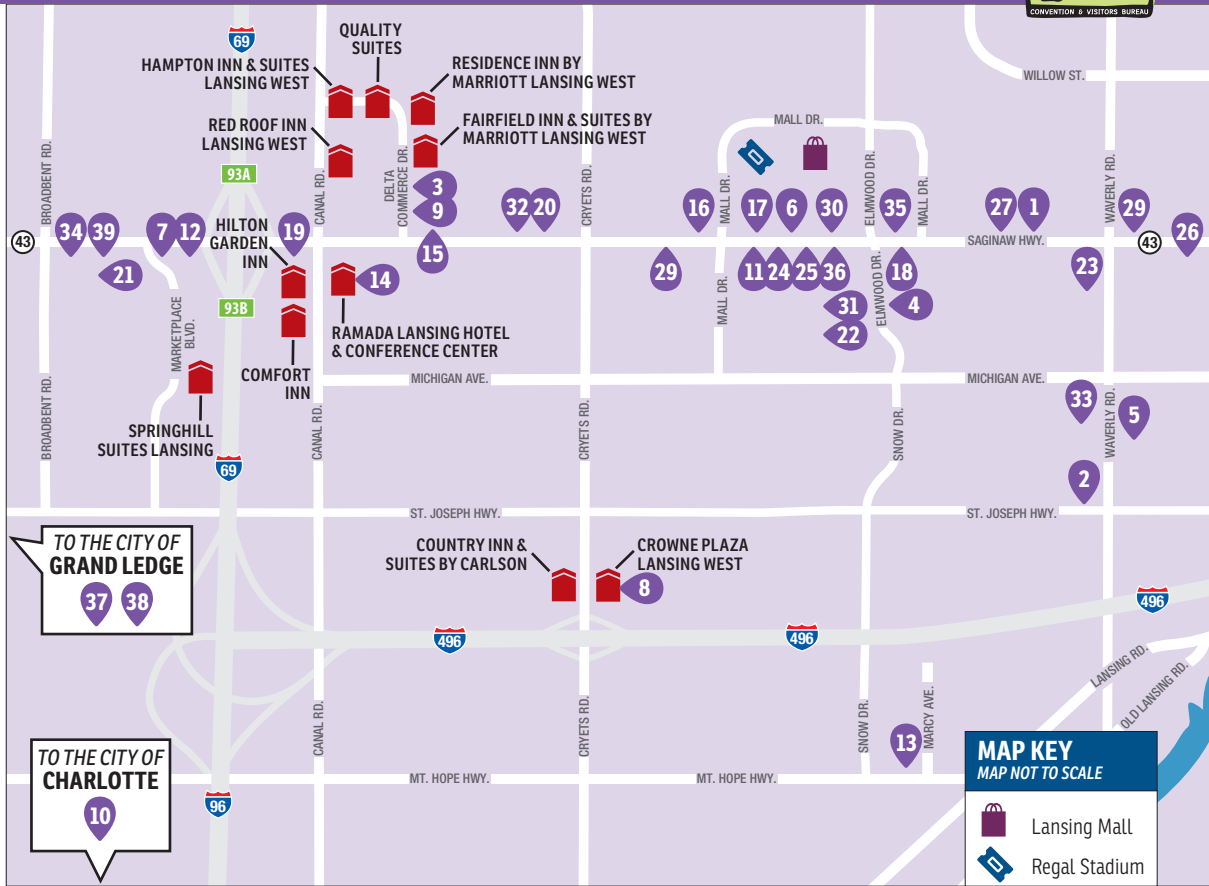 CONVENTION & VISITORS BUREAU
69
QUALITY
SUITES
HAMPTON INN & SUITES
LANSING WEST
RESIDENCE INN BY
MARRIOTT LANSING WEST
WILLOW ST.
RED ROOF INN
LANSING WEST
FAIRFIELD INN & SUITES BY
MARRIOTT LANSING WEST
MALL DR.
BROADBENT RD.
93A
CANAL RD.
DELTA
COMMERCE DR.
CRYETS RD.
MALL DR.
ELMWOOD DR.
MALL DR.
WAVERLY RD.
3
9
32
20
16
17
6
30
35
27
1
29
34
39
7
12
19
15
26
43
SAGINAW HWY.
43
HILTON
GARDEN
INN
21
14
29
11
24
25
36
18
23
31
4
22
93B
MARKETPLACE
BLVD.
MALL DR.
ELMWOOD DR.
RAMADA LANSING HOTEL
& CONFERENCE CENTER
COMFORT
INN
MICHIGAN AVE.
MICHIGAN AVE.
BROADBENT RD.
SPRINGHILL
SUITES LANSING
CANAL RD.
CRYETS RD.
SNOW DR.
WAVERLY RD.
33
5
2
69
ST. JOSEPH HWY.
ST. JOSEPH HWY.
TO THE CITY OF
GRAND LEDGE
37
38
COUNTRY INN &
SUITES BY CARLSON
CROWNE PLAZA
LANSING WEST
8
496
496
496
LANSING RD.
OLD LANSING RD.
CANAL RD.
CRYETS RD.
SNOW DR.
MARCY AVE.
13
MT. HOPE HWY.
MT. HOPE HWY.
TO THE CITY OF
CHARLOTTE
10
96
MAP KEY
MAP NOT TO SCALE
Lansing Mall
Regal Stadium